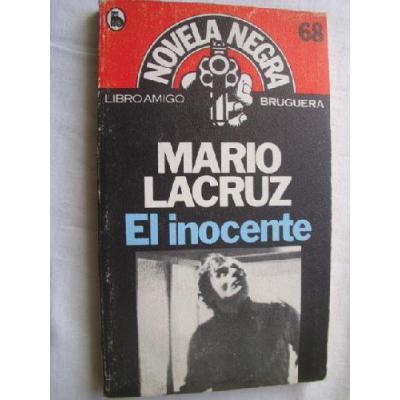 NOVELA NEGRA
68
LIBRO AMIGO
BRUGUERA
MARIO
LACRUZ
El inocente